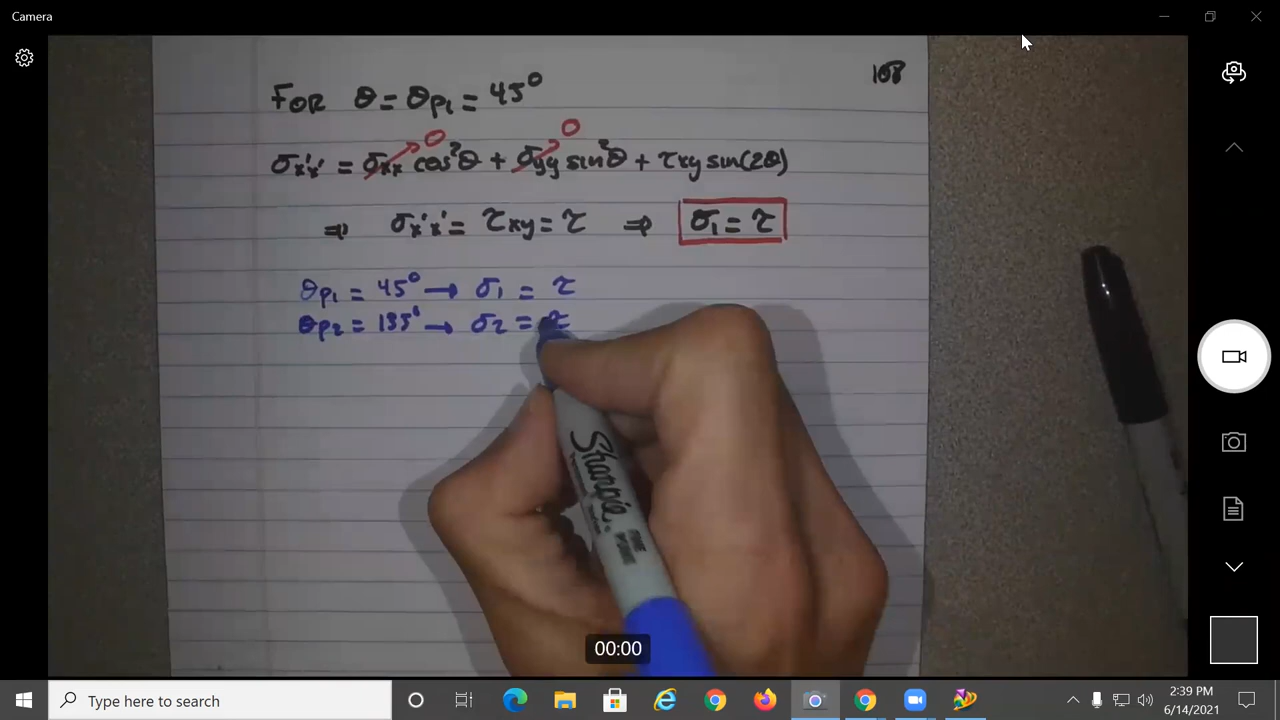 Camera
108
FOR θ = θp1 = 45°
σx'x' = σxx cos²θ + σyy sin²θ + τxy sin(2θ)
0 0
⇒ σx'x' = τxy = τ ⇒ σ1 = τ
θp1 = 45° → σ1 = τ
θp2 = 135° → σ2 =
Sharpie
00:00
Type here to search
2:39 PM
6/14/2021